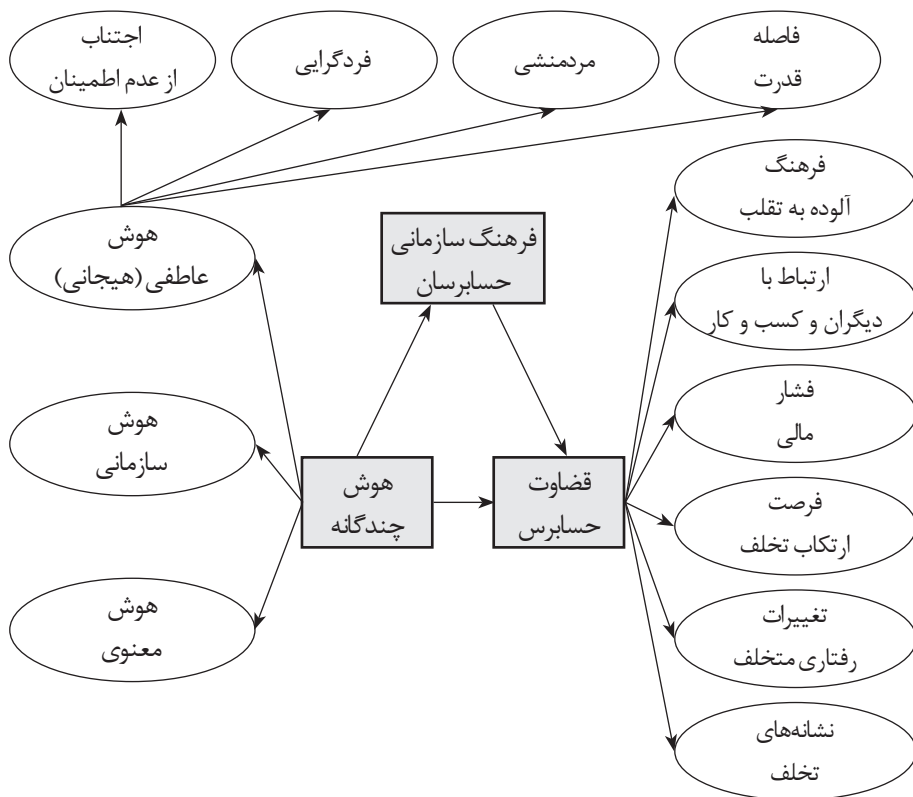 فاصله
قدرت
مردمنشی
فردگرایی
اجتناب
از عدم اطمینان
فرهنگ
آلوده به تقلب
فرهنگ سازمانی
حسابرسان
هوش
عاطفی (هیجانی)
ارتباط با
دیگران و کسب و کار
فشار
مالی
هوش
سازمانی
قضاوت
حسابرس
هوش
چندگانه
فرصت
ارتکاب تخلف
هوش
معنوی
تغییرات
رفتاری متخلف
نشانه‌های
تخلف